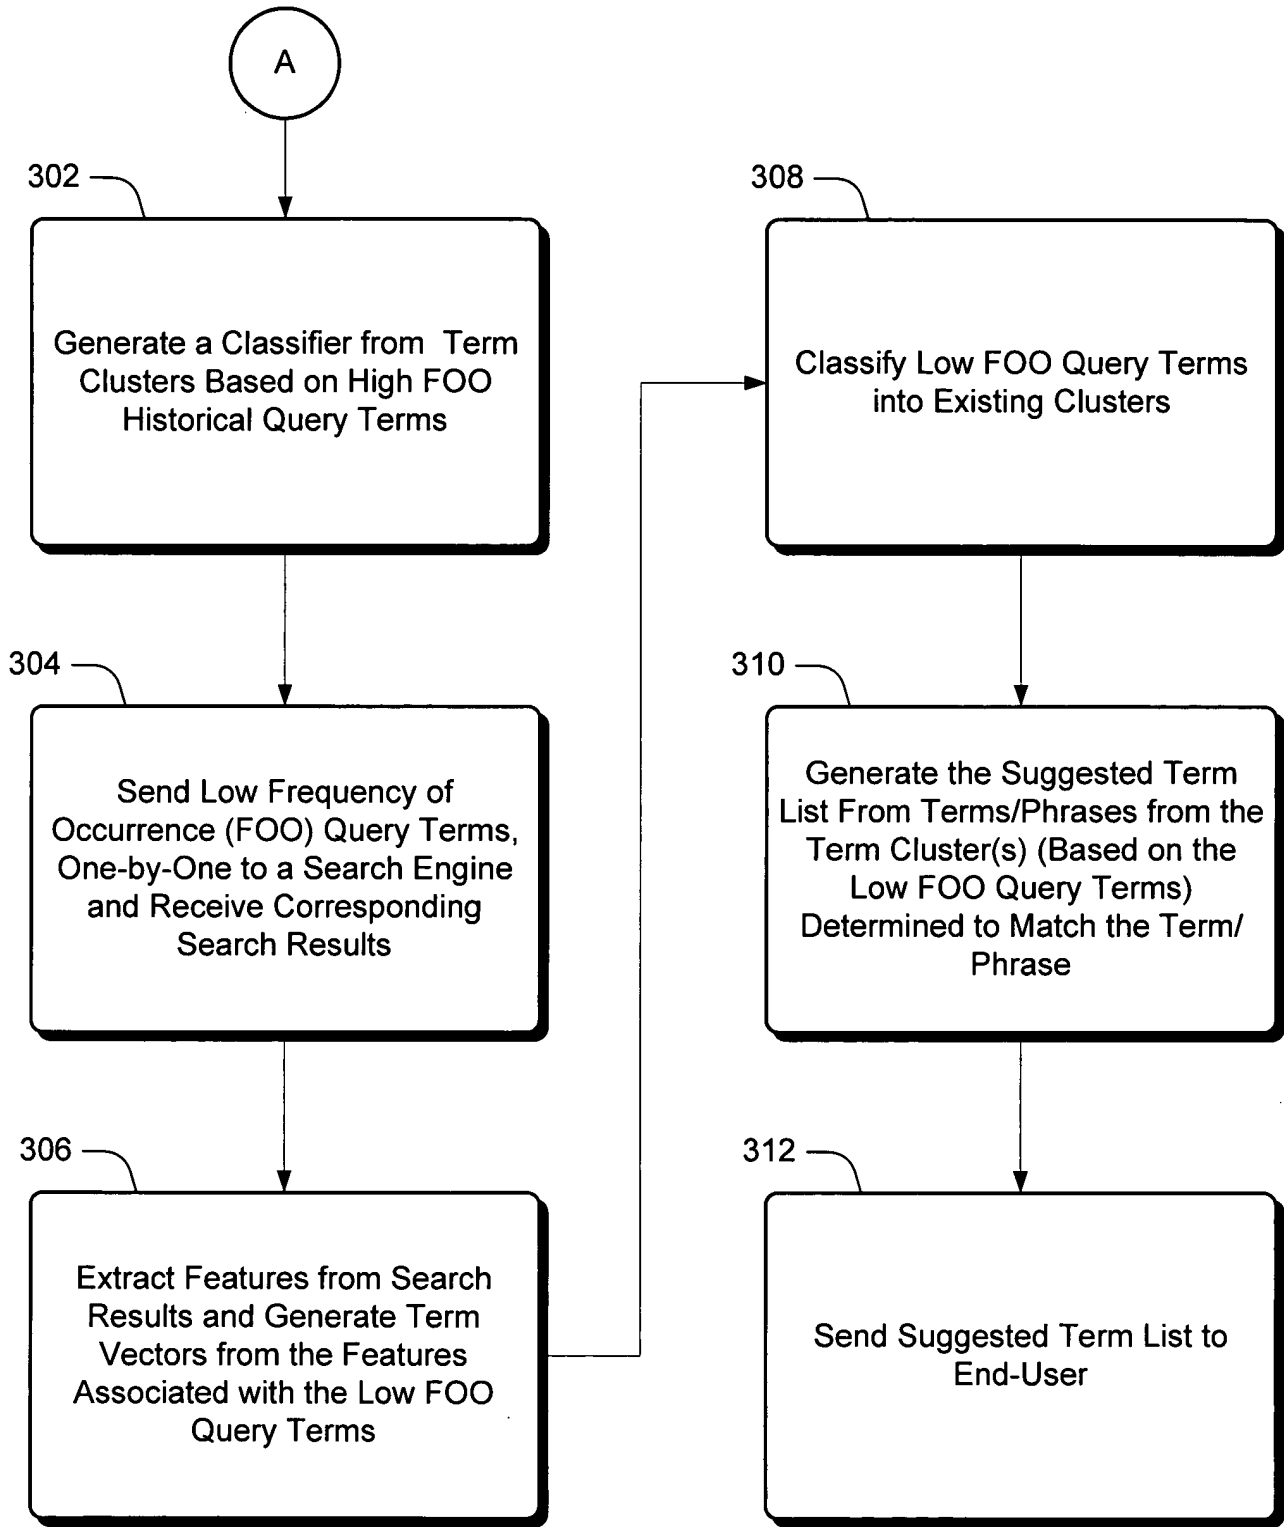 A
302
Generate a Classifier from Term
Clusters Based on High FOO
Historical Query Terms
304
Send Low Frequency of
Occurrence (FOO) Query Terms,
One-by-One to a Search Engine
and Receive Corresponding
Search Results
306
Extract Features from Search
Results and Generate Term
Vectors from the Features
Associated with the Low FOO
Query Terms
308
Classify Low FOO Query Terms
into Existing Clusters
310
Generate the Suggested Term
List From Terms/Phrases from the
Term Cluster(s) (Based on the
Low FOO Query Terms)
Determined to Match the Term/
Phrase
312
Send Suggested Term List to
End-User